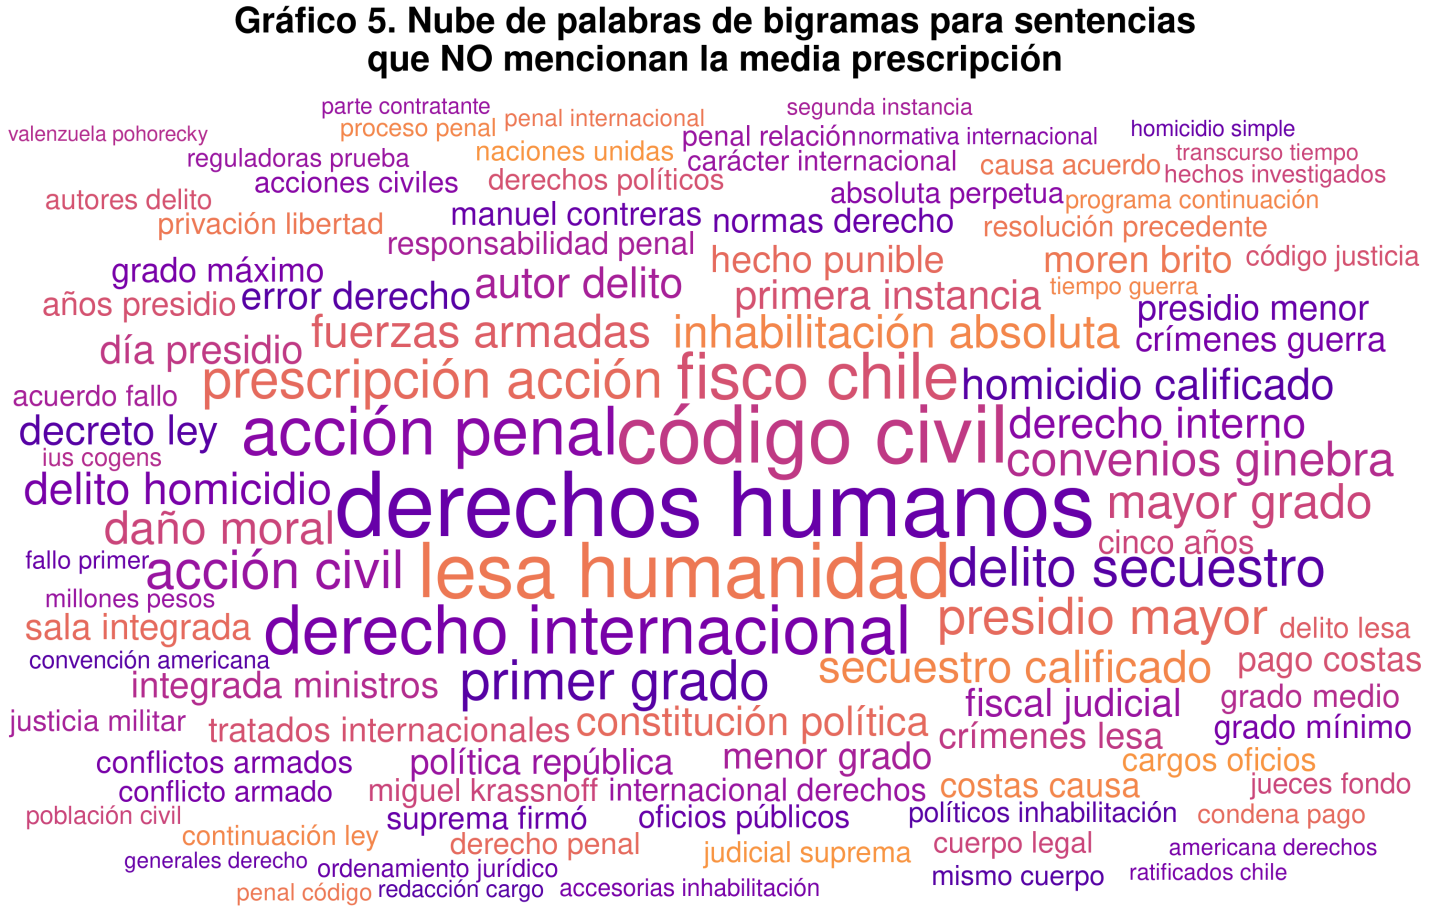 Gráfico 5. Nube de palabras de bigramas para sentencias
que NO mencionan la media prescripción
parte contratante
segunda instancia
penal internacional
valenzuela pohorecky
proceso penal
penal relación
normativa internacional
homicidio simple
reguladoras prueba
naciones unidas
carácter internacional
causa acuerdo
transcurso tiempo
hechos investigados
acciones civiles
derechos políticos
absoluta perpetua
programa continuación
autores delito
privación libertad
manuel contreras
normas derecho
resolución precedente
responsabilidad penal
hecho punible
moren brito
código justicia
grado máximo
autor delito
primera instancia
tiempo guerra
años presidio
error derecho
presidio menor
fuerzas armadas
inhabilitación absoluta
crímenes guerra
día presidio
prescripción acción
fisco chile
homicidio calificado
acuerdo fallo
decreto ley
acción penal
código civil
derecho interno
ius cogens
convenios ginebra
delito homicidio
derechos humanos
mayor grado
daño moral
cinco años
fallo primer
acción civil
lesa humanidad
delito secuestro
millones pesos
sala integrada
derecho internacional
presidio mayor
delito lesa
convención americana
integrada ministros
primer grado
secuestro calificado
pago costas
fiscal judicial
grado medio
justicia militar
tratados internacionales
constitución política
crímenes lesa
grado mínimo
conflictos armados
política república
menor grado
cargos oficios
conflicto armado
miguel krassnoff
internacional derechos
costas causa
jueces fondo
población civil
suprema firmó
oficios públicos
políticos inhabilitación
condena pago
continuación ley
derecho penal
judicial suprema
cuerpo legal
americana derechos
generales derecho
ordenamiento jurídico
mismo cuerpo
ratificados chile
penal código
redacción cargo
accesorias inhabilitación